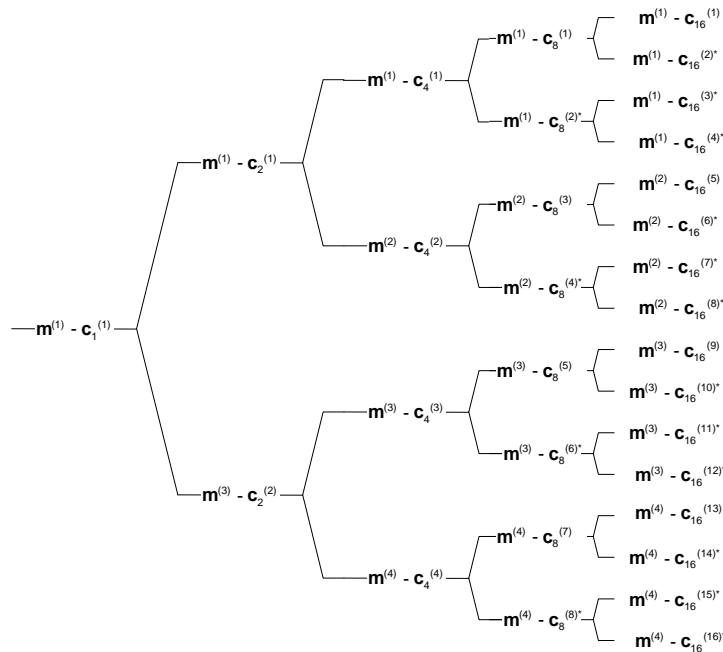 m(1) - c16(1)
m(1) - c8(1)
m(1) - c16(2)*
m(1) - c4(1)
m(1) - c16(3)*
m(1) - c8(2)*
m(1) - c16(4)*
m(1) - c2(1)
m(2) - c16(5)
m(2) - c8(3)
m(2) - c16(6)*
m(2) - c4(2)
m(2) - c16(7)*
m(2) - c8(4)*
m(2) - c16(8)*
m(1) - c1(1)
m(3) - c16(9)
m(3) - c8(5)
m(3) - c16(10)*
m(3) - c4(3)
m(3) - c16(11)*
m(3) - c8(6)*
m(3) - c16(12)*
m(3) - c2(2)
m(4) - c16(13)
m(4) - c8(7)
m(4) - c16(14)*
m(4) - c4(4)
m(4) - c16(15)*
m(4) - c8(8)*
m(4) - c16(16)*